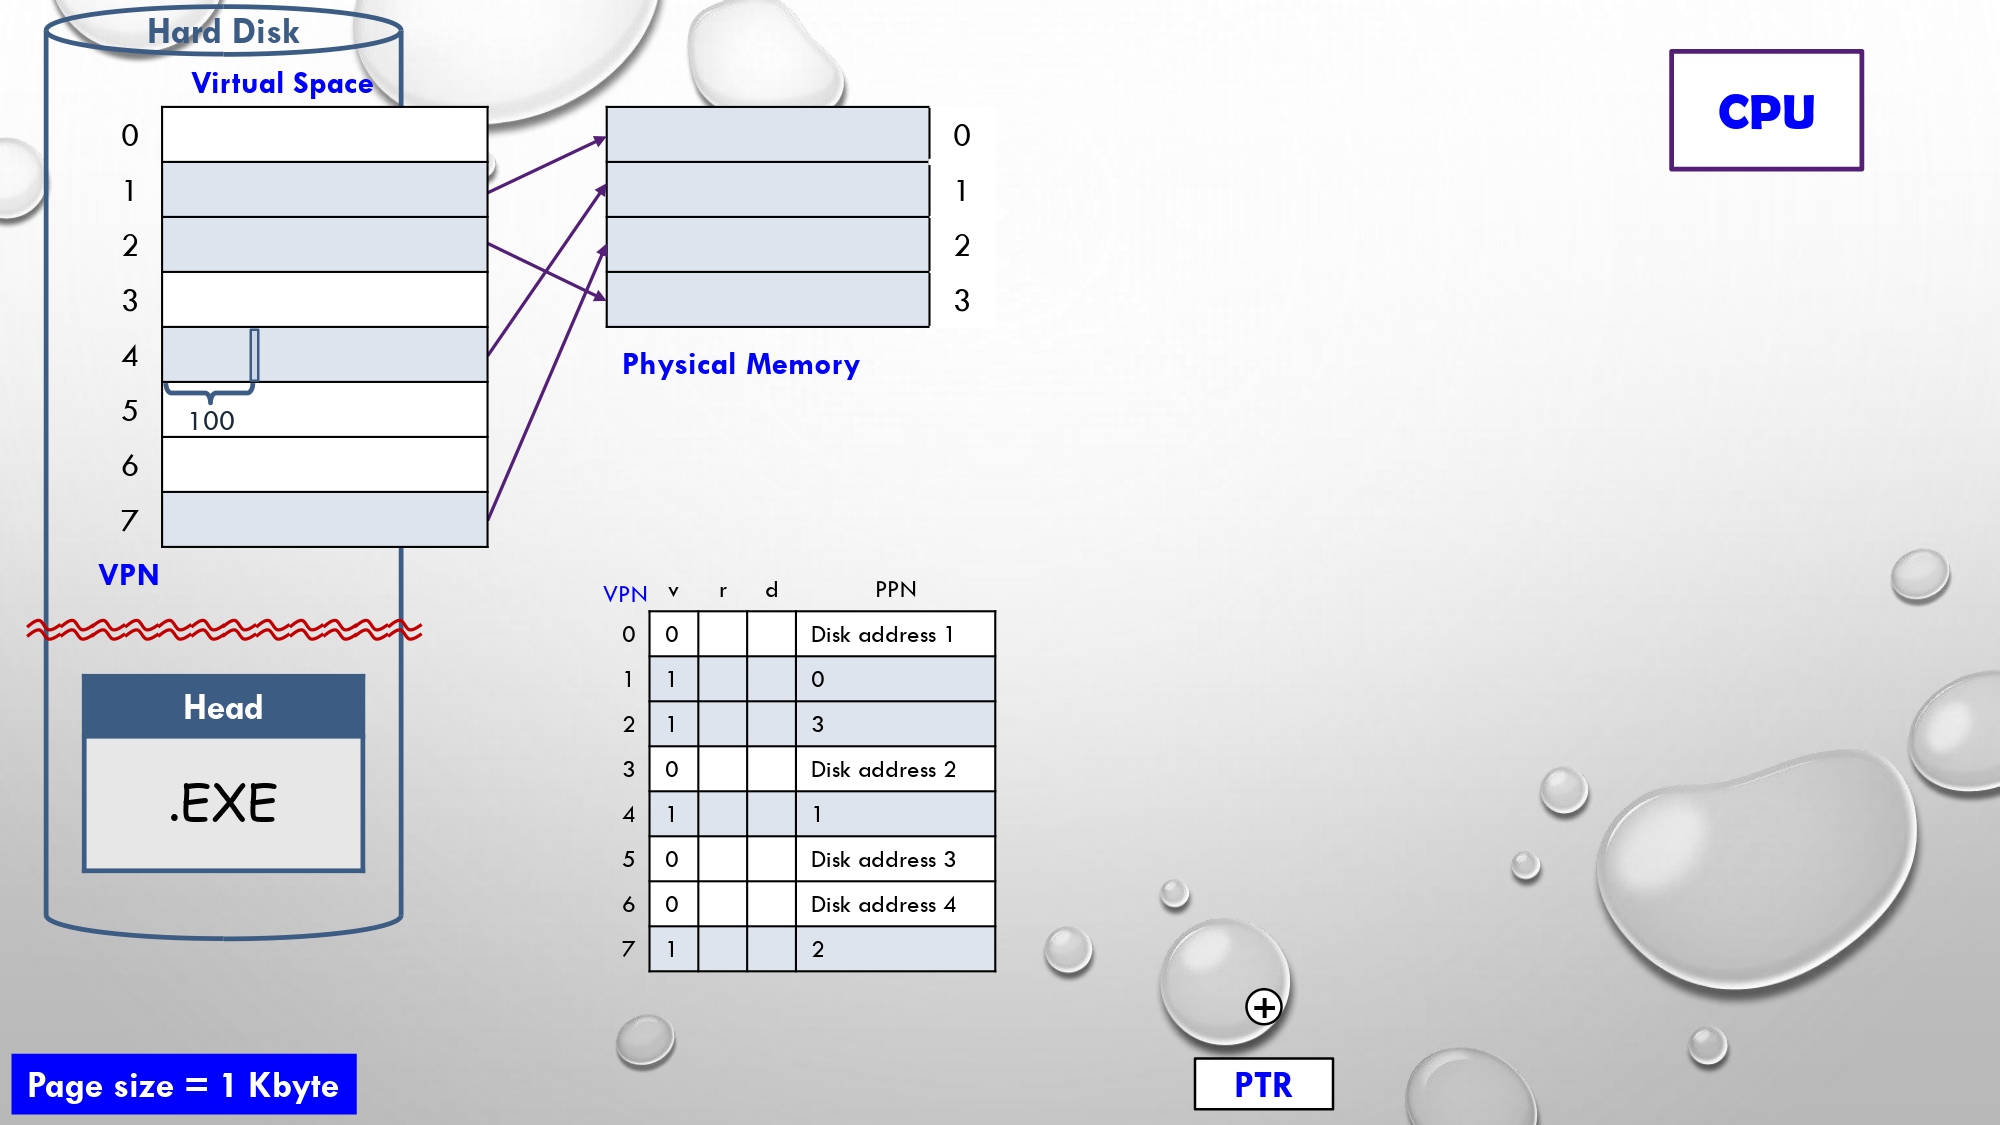 Hard Disk
Virtual Space
CPU
0
1
2
3
4
100
5
6
7
VPN
0
1
2
3
Physical Memory
VPN v r d PPN
0 0 Disk address 1
1 1 0
2 1 3
3 0 Disk address 2
4 1 1
5 0 Disk address 3
6 0 Disk address 4
7 1 2
Head
.EXE
+
PTR
Page size = 1 Kbyte